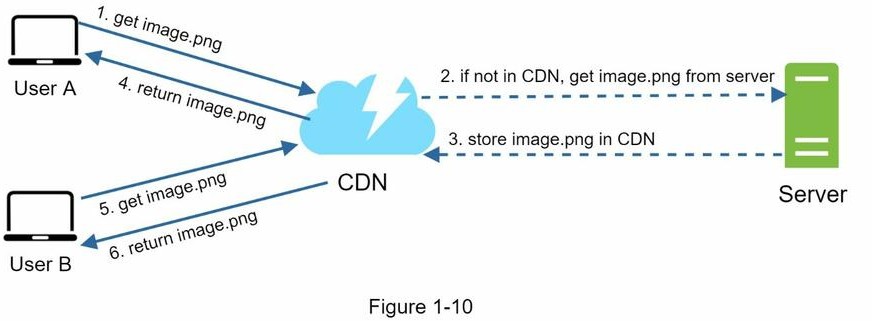 1. get image.png
User A
4. return image.png
2. if not in CDN, get image.png from server
3. store image.png in CDN
CDN
Server
5. get image.png
6. return image.png
User B
Figure 1-10